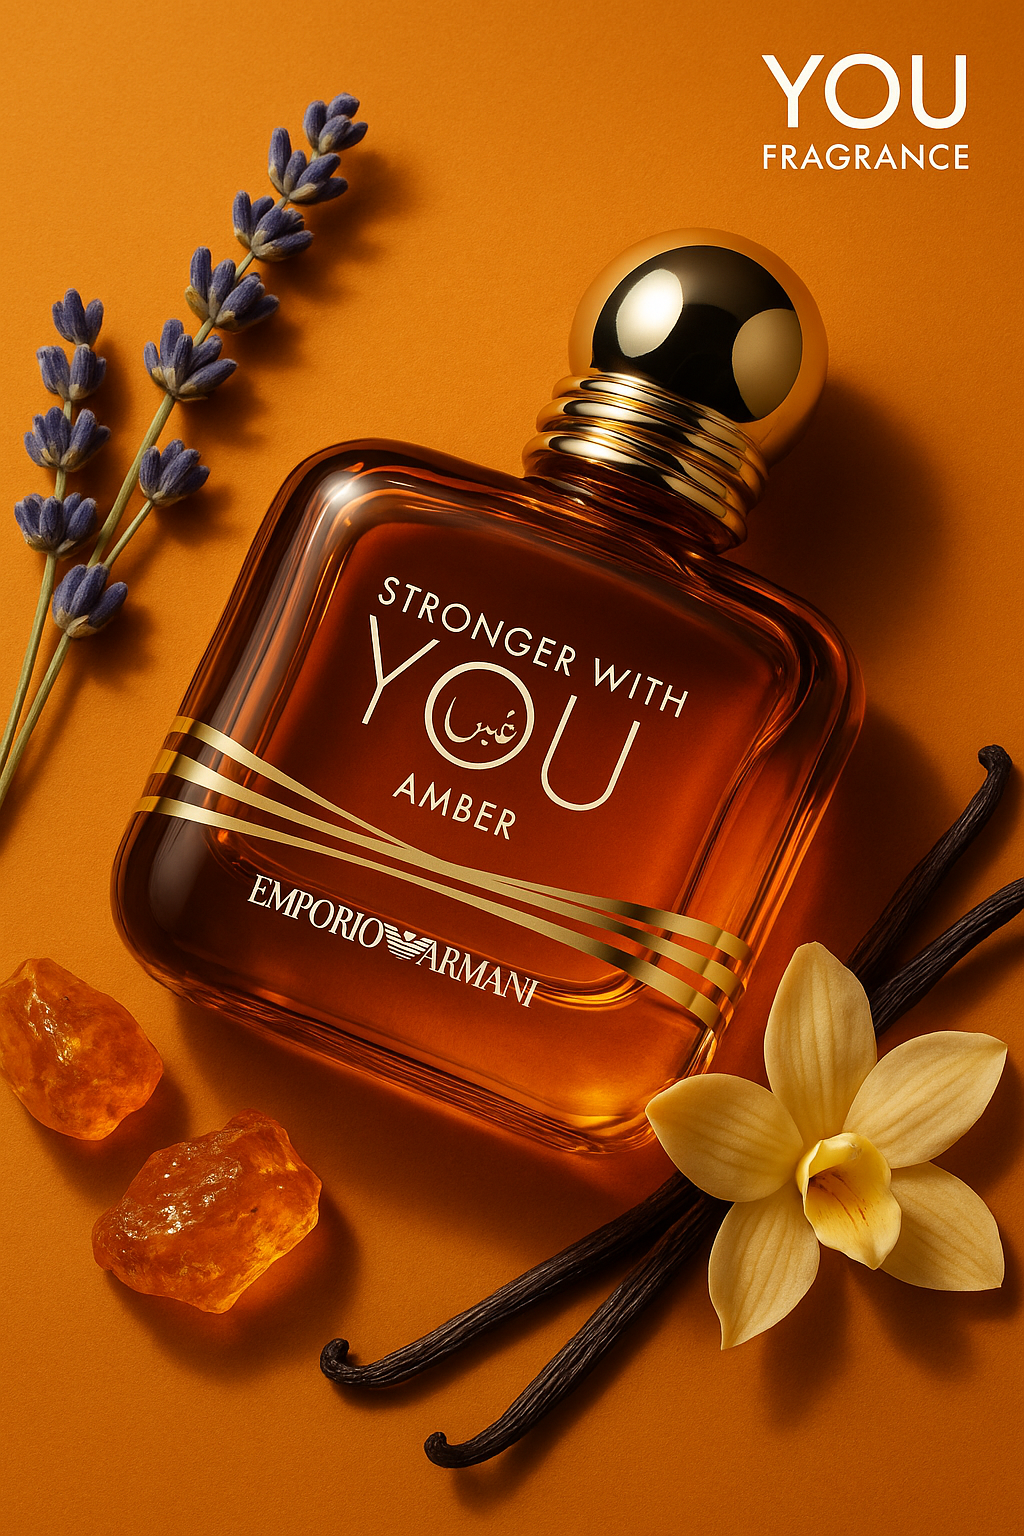 YOU
FRAGRANCE
STRONGER WITH
YOU
AMBER
EMPORIO ARMANI